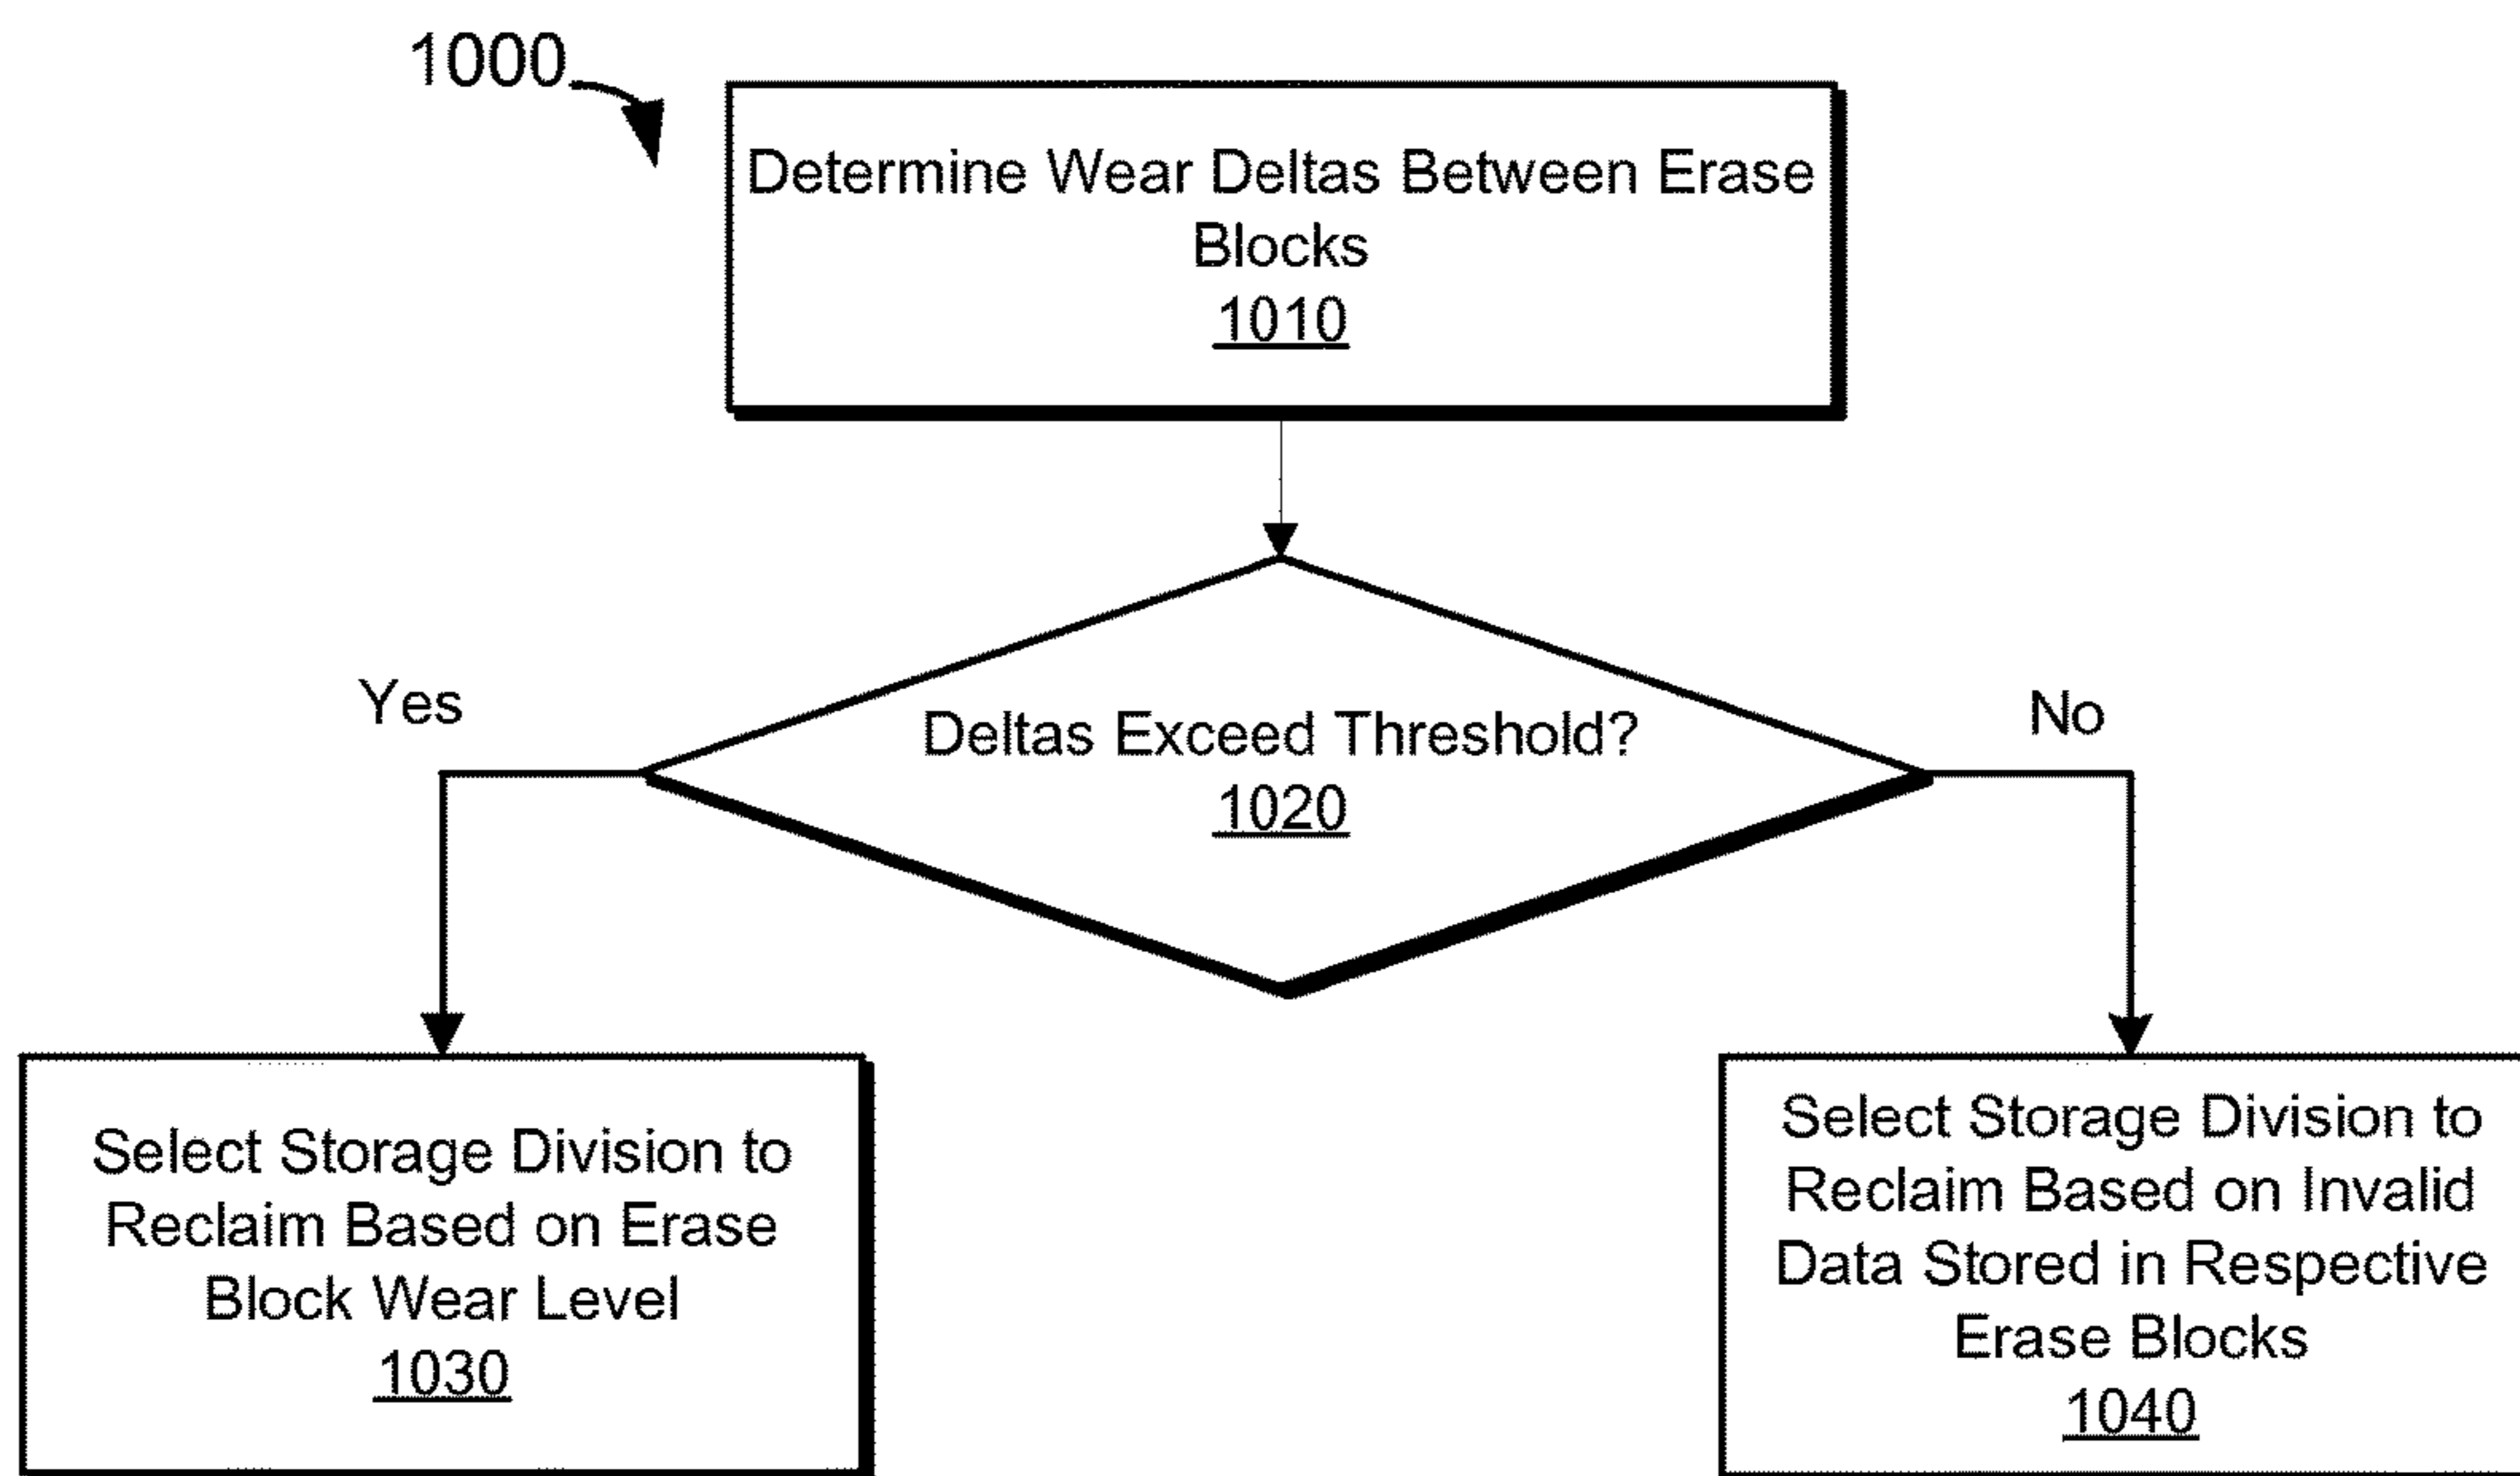 1000
Determine Wear Deltas Between Erase
Blocks
1010
Deltas Exceed Threshold?
1020
Yes
No
Select Storage Division to
Reclaim Based on Erase
Block Wear Level
1030
Select Storage Division to
Reclaim Based on Invalid
Data Stored in Respective
Erase Blocks
1040